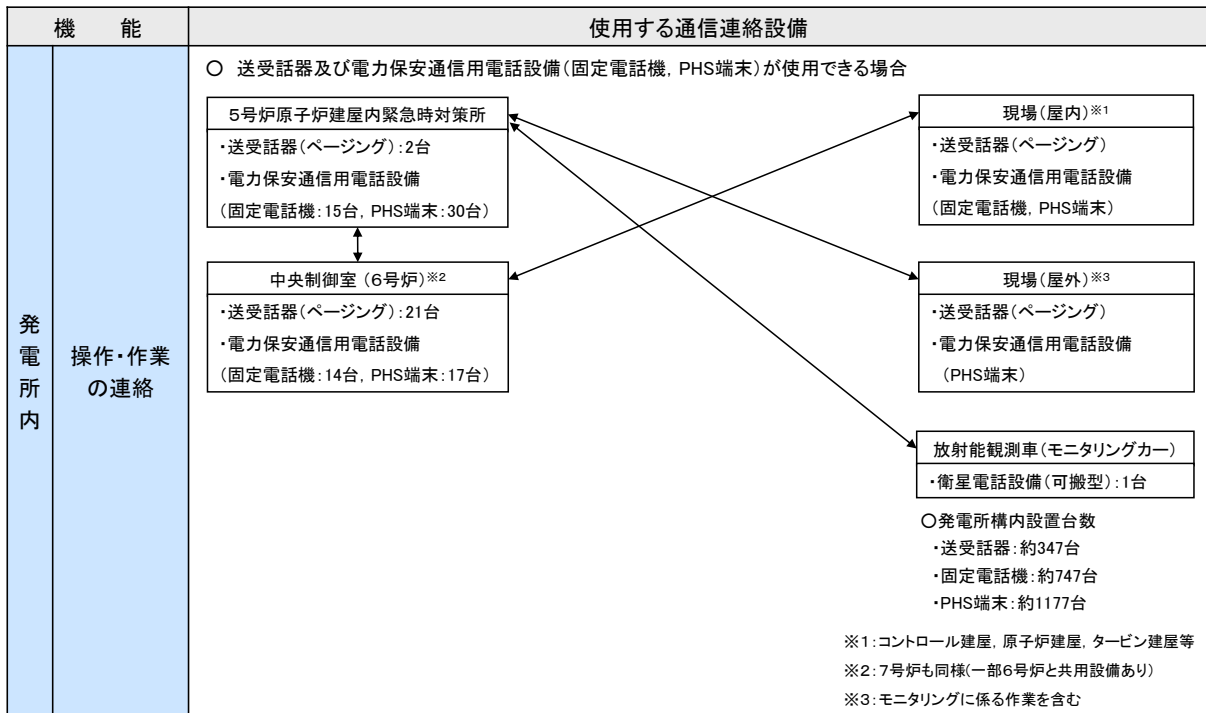 機 能
使用する通信連絡設備
発電所内
操作・作業
の連絡
○ 送受話器及び電力保安通信用電話設備(固定電話機, PHS端末)が使用できる場合
5号炉原子炉建屋内緊急時対策所
・送受話器(ページング):2台
・電力保安通信用電話設備
(固定電話機:15台, PHS端末:30台)
中央制御室 (6号炉)※2
・送受話器(ページング):21台
・電力保安通信用電話設備
(固定電話機:14台, PHS端末:17台)
現場(屋内)※1
・送受話器(ページング)
・電力保安通信用電話設備
(固定電話機, PHS端末)
現場(屋外)※3
・送受話器(ページング)
・電力保安通信用電話設備
(PHS端末)
放射能観測車(モニタリングカー)
・衛星電話設備(可搬型):1台
○発電所構内設置台数
・送受話器:約347台
・固定電話機:約747台
・PHS端末:約1177台
※1:コントロール建屋, 原子炉建屋, タービン建屋等
※2:7号炉も同様(一部6号炉と共用設備あり)
※3:モニタリングに係る作業を含む